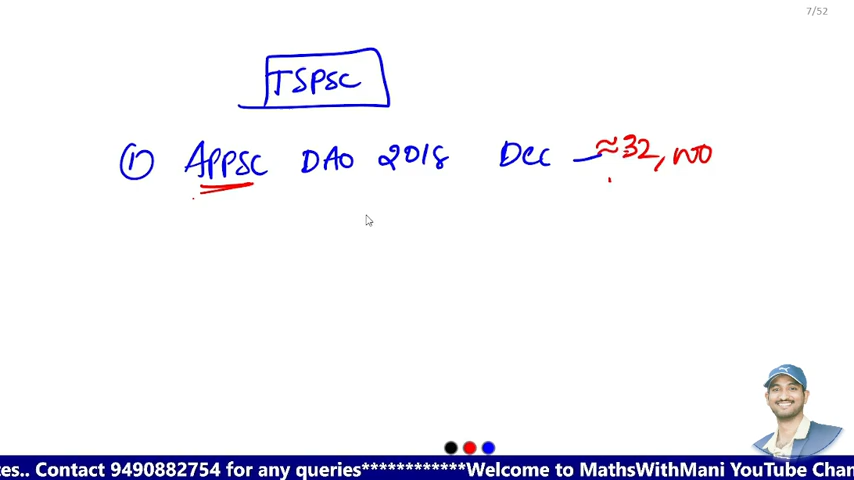 7/52
TSPSC
① APPSC DAO 2018 Dec – ≈32,000
tes.. Contact 9490882754 for any queries************Welcome to MathsWithMani YouTube Chan